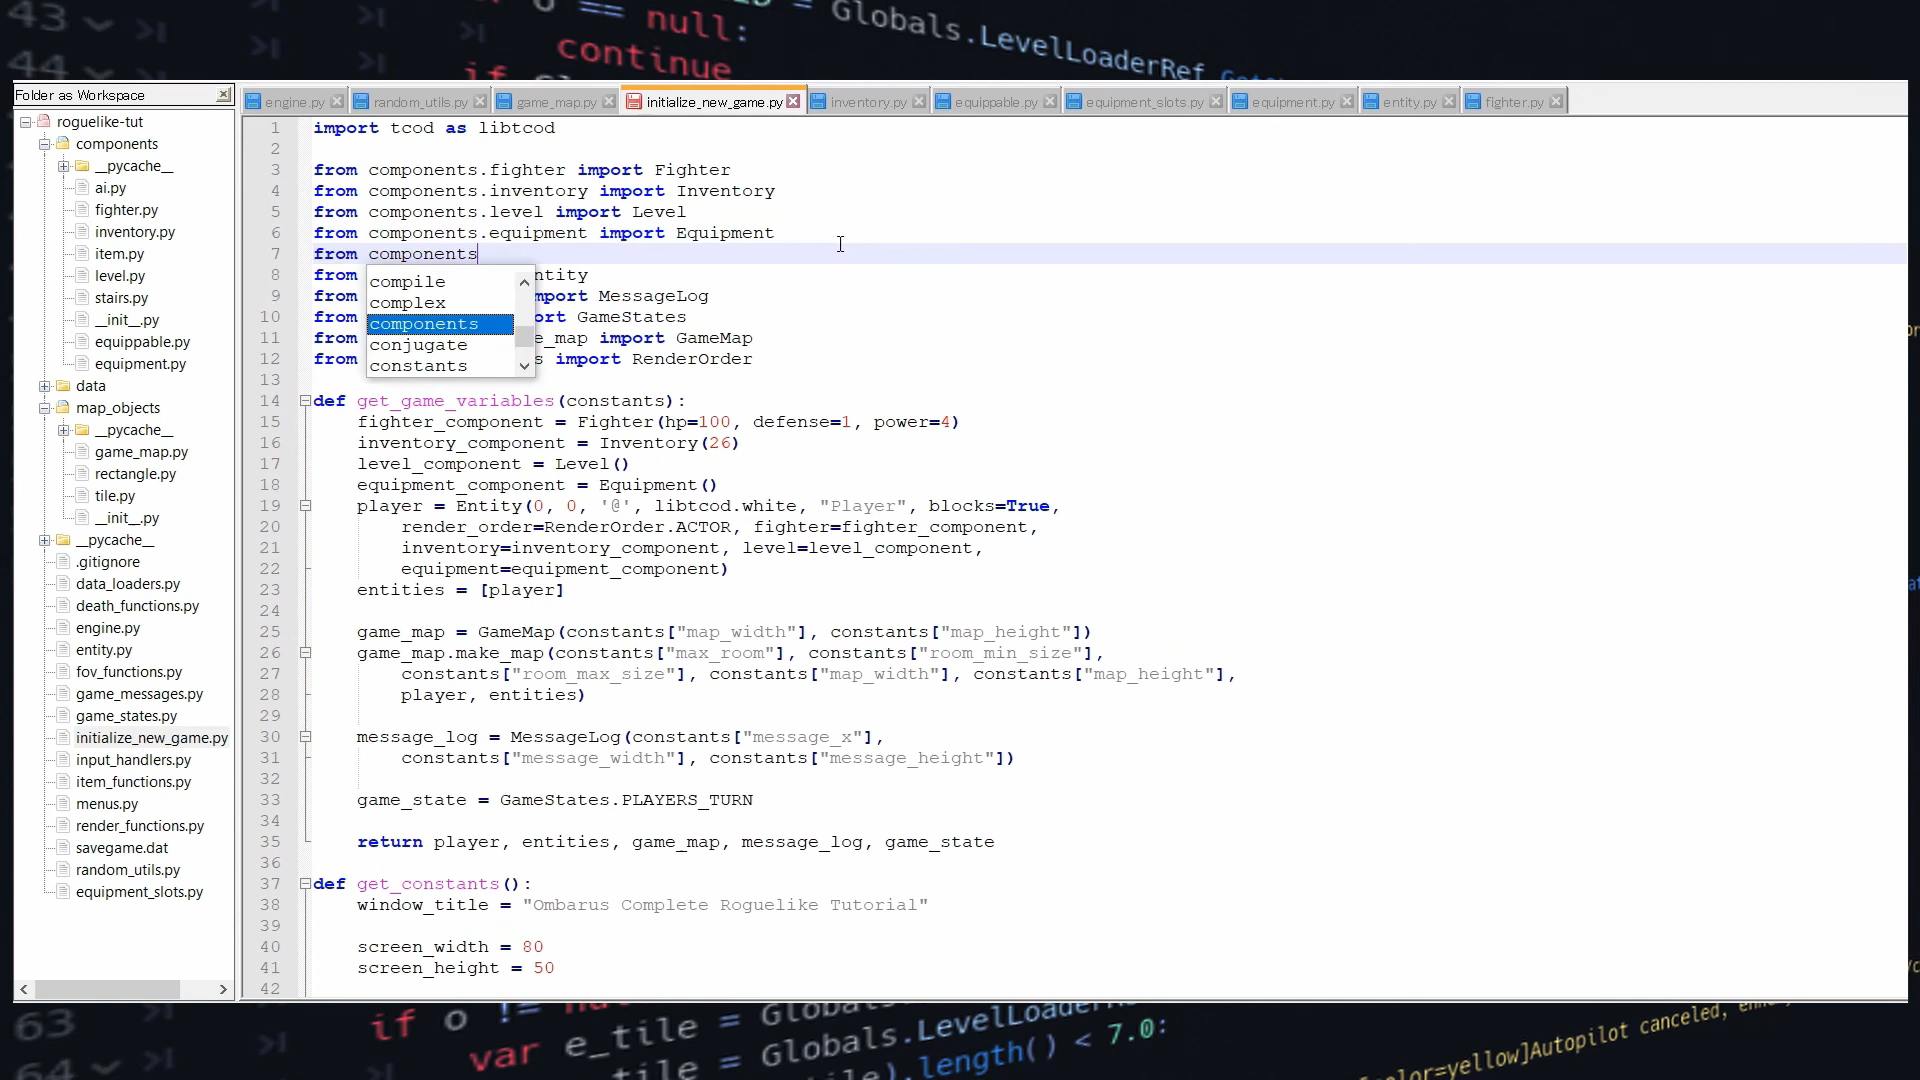 43
44
o == null:
continue
if
= Globals.LevelLoaderRef
Folder as Workspace
roguelike-tut
components
__pycache__
ai.py
fighter.py
inventory.py
item.py
level.py
stairs.py
__init__.py
equippable.py
equipment.py
data
map_objects
__pycache__
game_map.py
rectangle.py
tile.py
__init__.py
__pycache__
.gitignore
data_loaders.py
death_functions.py
engine.py
entity.py
fov_functions.py
game_messages.py
game_states.py
initialize_new_game.py
input_handlers.py
item_functions.py
menus.py
render_functions.py
savegame.dat
random_utils.py
equipment_slots.py
engine.py random_utils.py game_map.py initialize_new_game.py inventory.py equippable.py equipment_slots.py equipment.py entity.py fighter.py
1 import tcod as libtcod
2
3 from components.fighter import Fighter
4 from components.inventory import Inventory
5 from components.level import Level
6 from components.equipment import Equipment
7 from components
8 from ntity
9 from mport MessageLog
10 from ort GameStates
11 from e_map import GameMap
12 from s import RenderOrder
compile
complex
components
conjugate
constants
13
14 def get_game_variables(constants):
15 fighter_component = Fighter(hp=100, defense=1, power=4)
16 inventory_component = Inventory(26)
17 level_component = Level()
18 equipment_component = Equipment()
19 player = Entity(0, 0, '@', libtcod.white, "Player", blocks=True,
20 render_order=RenderOrder.ACTOR, fighter=fighter_component,
21 inventory=inventory_component, level=level_component,
22 equipment=equipment_component)
23 entities = [player]
24
25 game_map = GameMap(constants["map_width"], constants["map_height"])
26 game_map.make_map(constants["max_room"], constants["room_min_size"],
27 constants["room_max_size"], constants["map_width"], constants["map_height"],
28 player, entities)
29
30 message_log = MessageLog(constants["message_x"],
31 constants["message_width"], constants["message_height"])
32
33 game_state = GameStates.PLAYERS_TURN
34
35 return player, entities, game_map, message_log, game_state
36
37 def get_constants():
38 window_title = "Ombarus Complete Roguelike Tutorial"
39
40 screen_width = 80
41 screen_height = 50
42
63
64
if o !=
var e_tile = Globals.LevelLoader
tile = Globals.
.length() < 7.0:
color=yellow]Autopilot canceled,